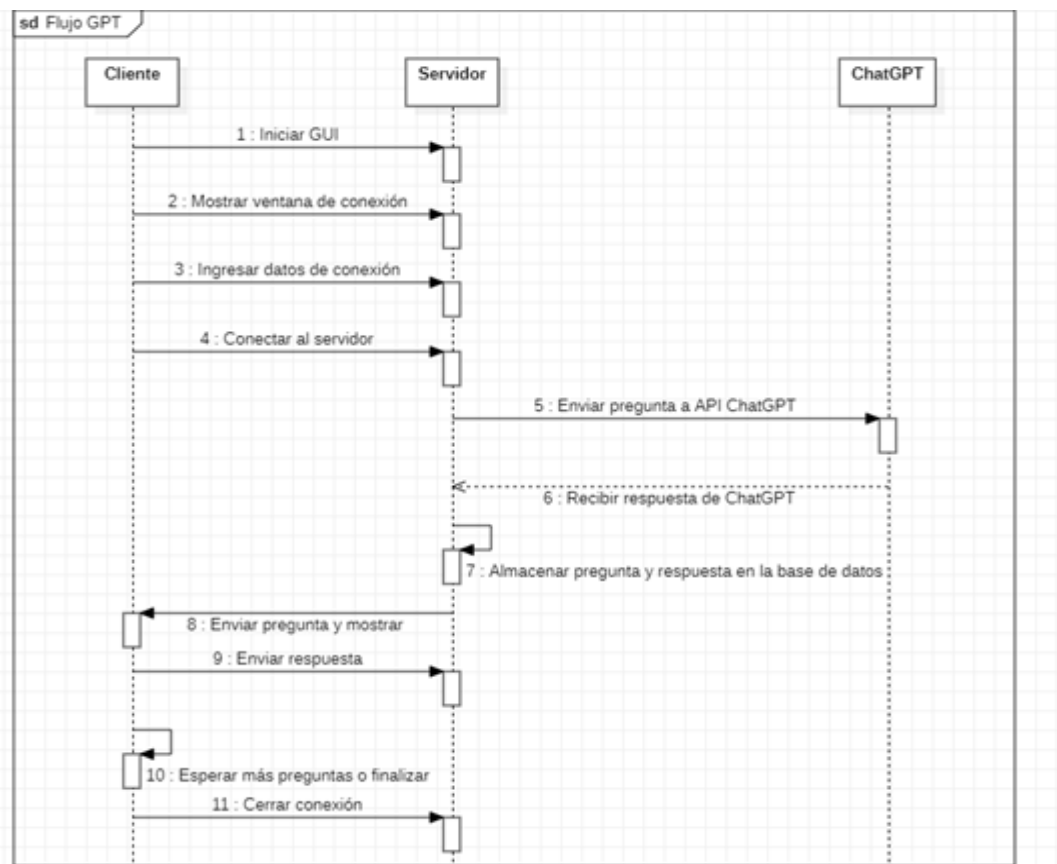 sd Flujo GPT
Cliente
Servidor
ChatGPT
1 : Iniciar GUI
2 : Mostrar ventana de conexión
3 : Ingresar datos de conexión
4 : Conectar al servidor
5 : Enviar pregunta a API ChatGPT
6 : Recibir respuesta de ChatGPT
7 : Almacenar pregunta y respuesta en la base de datos
8 : Enviar pregunta y mostrar
9 : Enviar respuesta
10 : Esperar más preguntas o finalizar
11 : Cerrar conexión